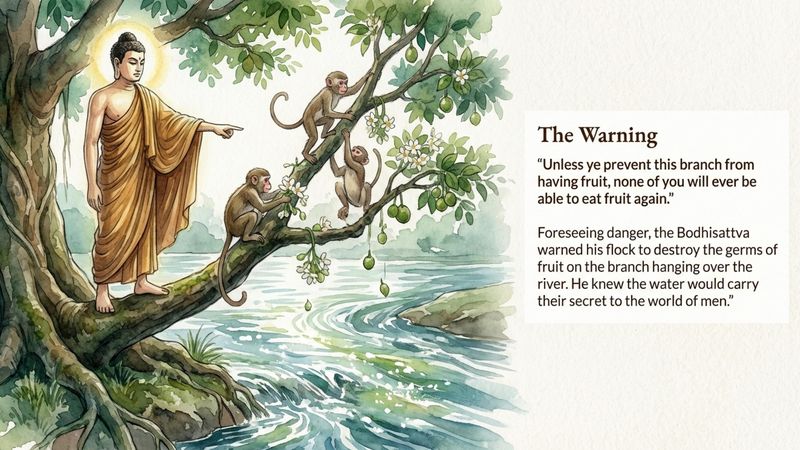 The Warning
“Unless ye prevent this branch from
having fruit, none of you will ever be
able to eat fruit again.”
Foreseeing danger, the Bodhisattva
warned his flock to destroy the germs of
fruit on the branch hanging over the
river. He knew the water would carry
their secret to the world of men.”